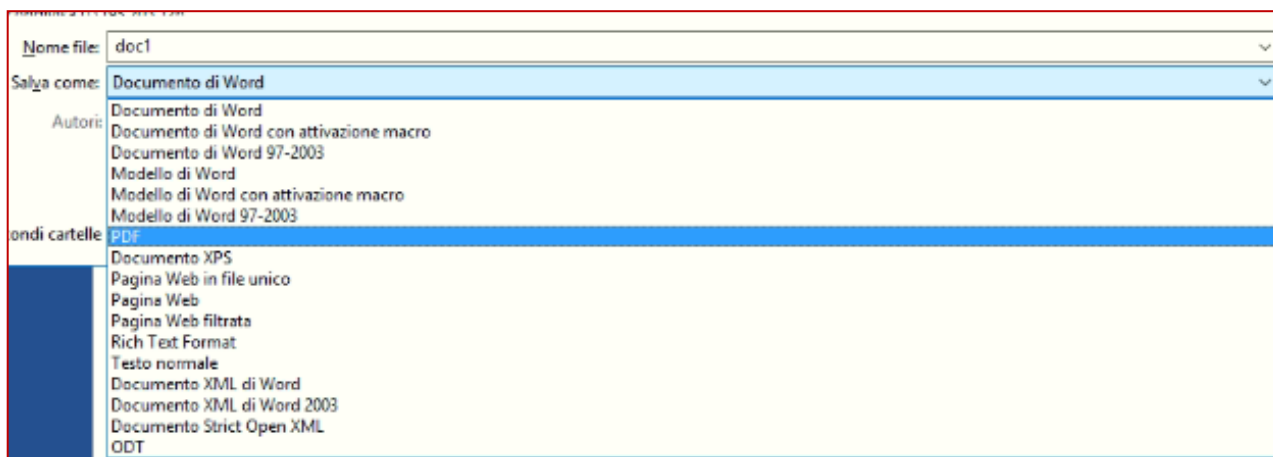 Nome file: doc1
Salva come: Documento di Word
Autori:
Documento di Word
Documento di Word con attivazione macro
Documento di Word 97-2003
Modello di Word
Modello di Word con attivazione macro
Modello di Word 97-2003
ondi cartelle PDF
Documento XPS
Pagina Web in file unico
Pagina Web
Pagina Web filtrata
Rich Text Format
Testo normale
Documento XML di Word
Documento XML di Word 2003
Documento Strict Open XML
ODT